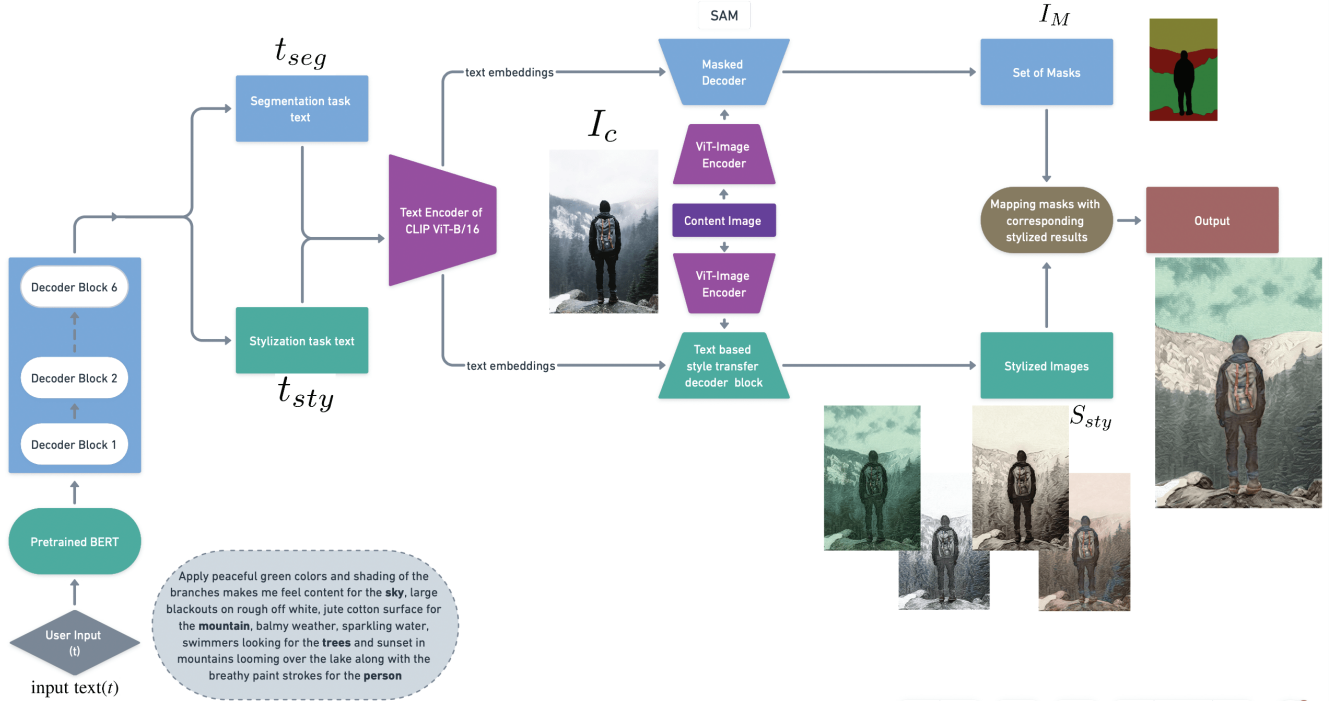 SAM
I_M
t_{seg}
Segmentation task
text
text embeddings
Masked
Decoder
Set of Masks
I_c
ViT-Image
Encoder
Text Encoder of
CLIP ViT-B/16
Content Image
Mapping masks with
corresponding
stylized results
Output
ViT-Image
Encoder
Decoder Block 6
Stylization task text
t_{sty}
text embeddings
Text based
style transfer
decoder block
Stylized Images
S_{sty}
Decoder Block 2
Decoder Block 1
Pretrained BERT
User Input
(t)
input text(t)
Apply peaceful green colors and shading of the
branches makes me feel content for the sky, large
blackouts on rough off white, jute cotton surface for
the mountain, balmy weather, sparkling water,
swimmers looking for the trees and sunset in
mountains looming over the lake along with the
breathy paint strokes for the person